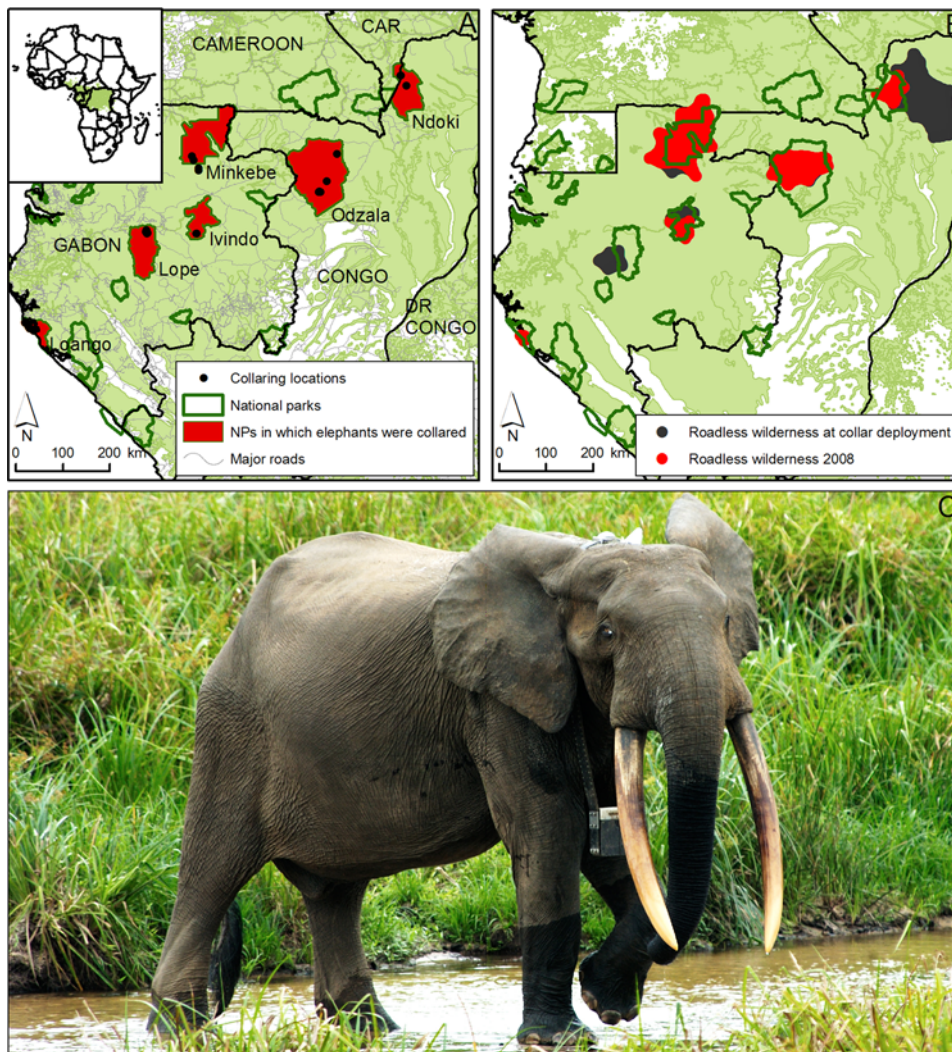 A
CAMEROON
CAR
Ndoki
Minkebe
Odzala
Ivindo
GABON
Lope
CONGO
DR
CONGO
Loango
Collaring locations
National parks
NPs in which elephants were collared
Major roads
N
0 100 200 km
Roadless wilderness at collar deployment
Roadless wilderness 2008
N
0 100 200
km
C